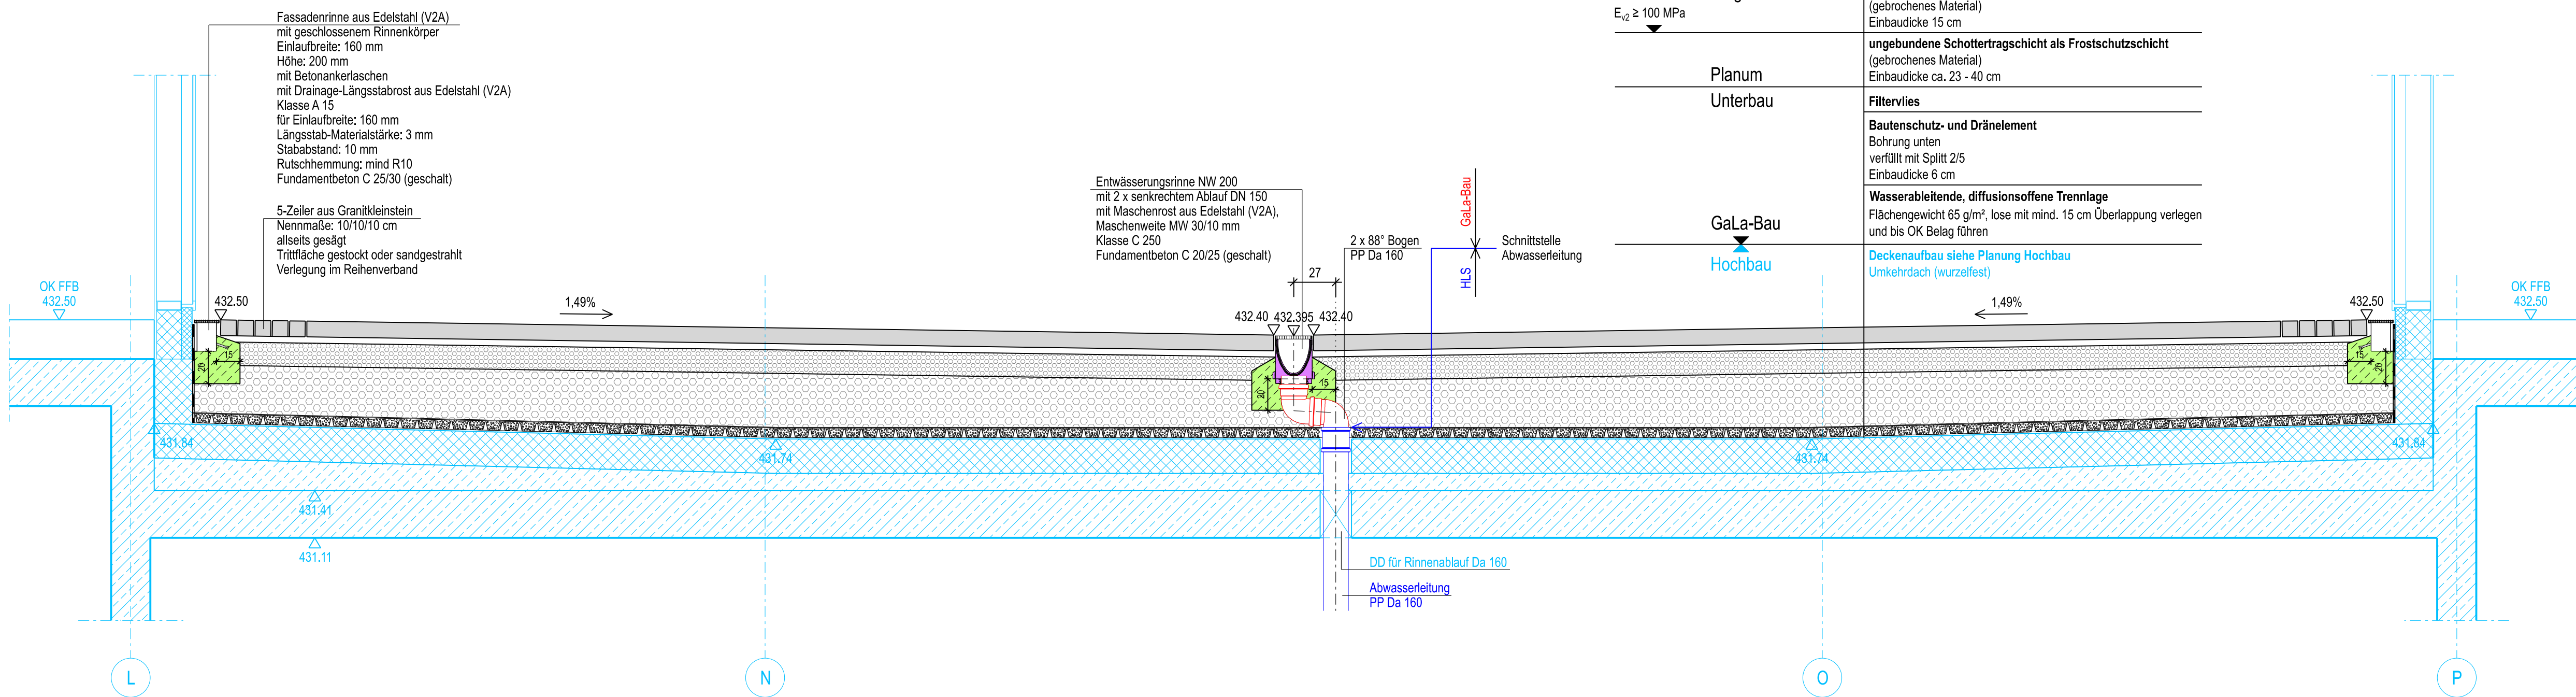 Fassadenrinne aus Edelstahl (V2A)
mit geschlossenem Rinnenkörper
Einlaufbreite: 160 mm
Höhe: 200 mm
mit Betonankerlaschen
mit Drainage-Längsstabrost aus Edelstahl (V2A)
Klasse A 15
für Einlaufbreite: 160 mm
Längsstab-Materialstärke: 3 mm
Stababstand: 10 mm
Rutschhemmung: mind R10
Fundamentbeton C 25/30 (geschalt)
5-Zeiler aus Granitkleinstein
Nennmaße: 10/10/10 cm
allseits gesägt
Trittfläche gestockt oder sandgestrahlt
Verlegung im Reihenverband
Entwässerungsrinne NW 200
mit 2 x senkrechtem Ablauf DN 150
mit Maschenrost aus Edelstahl (V2A),
Maschenweite MW 30/10 mm
Klasse C 250
Fundamentbeton C 20/25 (geschalt)
2 x 88° Bogen
PP Da 160
27
GaLa-Bau
HLS
Schnittstelle
Abwasserleitung
Ev2 ≥ 100 MPa
(gebrochenes Material)
Einbaudicke 15 cm
ungebundene Schottertragschicht als Frostschutzschicht
(gebrochenes Material)
Einbaudicke ca. 23 - 40 cm
Planum
Unterbau
Filtervlies
Bautenschutz- und Dränelement
Bohrung unten
verfüllt mit Splitt 2/5
Einbaudicke 6 cm
Wasserableitende, diffusionsoffene Trennlage
Flächengewicht 65 g/m², lose mit mind. 15 cm Überlappung verlegen
und bis OK Belag führen
GaLa-Bau
Hochbau
Deckenaufbau siehe Planung Hochbau
Umkehrdach (wurzelfest)
OK FFB
432.50
432.50
1,49%
432.40
432.395
432.40
1,49%
432.50
OK FFB
432.50
15
20
15
20
15
20
431.84
431.74
431.74
431.84
431.41
431.11
DD für Rinnenablauf Da 160
Abwasserleitung
PP Da 160
L
N
O
P